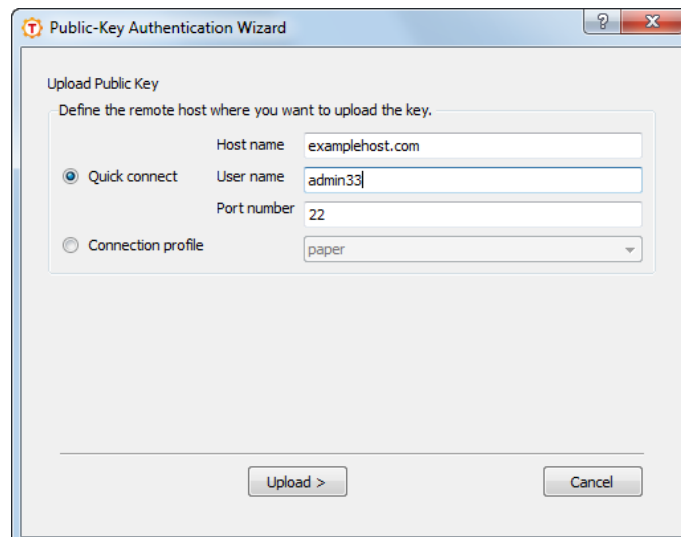 Public-Key Authentication Wizard
Upload Public Key
Define the remote host where you want to upload the key.
Host name examplehost.com
Quick connect User name admin33
Port number 22
Connection profile paper
Upload > Cancel